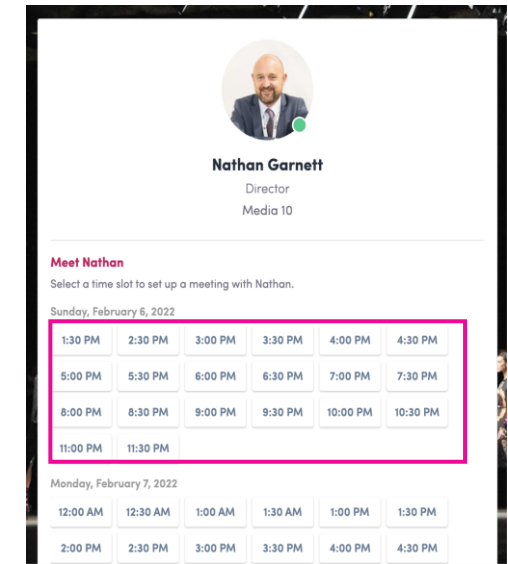 Nathan Garnett
Director
Media 10
Meet Nathan
Select a time slot to set up a meeting with Nathan.
Sunday, February 6, 2022
1:30 PM 2:30 PM 3:00 PM 3:30 PM 4:00 PM 4:30 PM
5:00 PM 5:30 PM 6:00 PM 6:30 PM 7:00 PM 7:30 PM
8:00 PM 8:30 PM 9:00 PM 9:30 PM 10:00 PM 10:30 PM
11:00 PM 11:30 PM
Monday, February 7, 2022
12:00 AM 12:30 AM 1:00 AM 1:30 AM 1:00 PM 1:30 PM
2:00 PM 2:30 PM 3:00 PM 3:30 PM 4:00 PM 4:30 PM